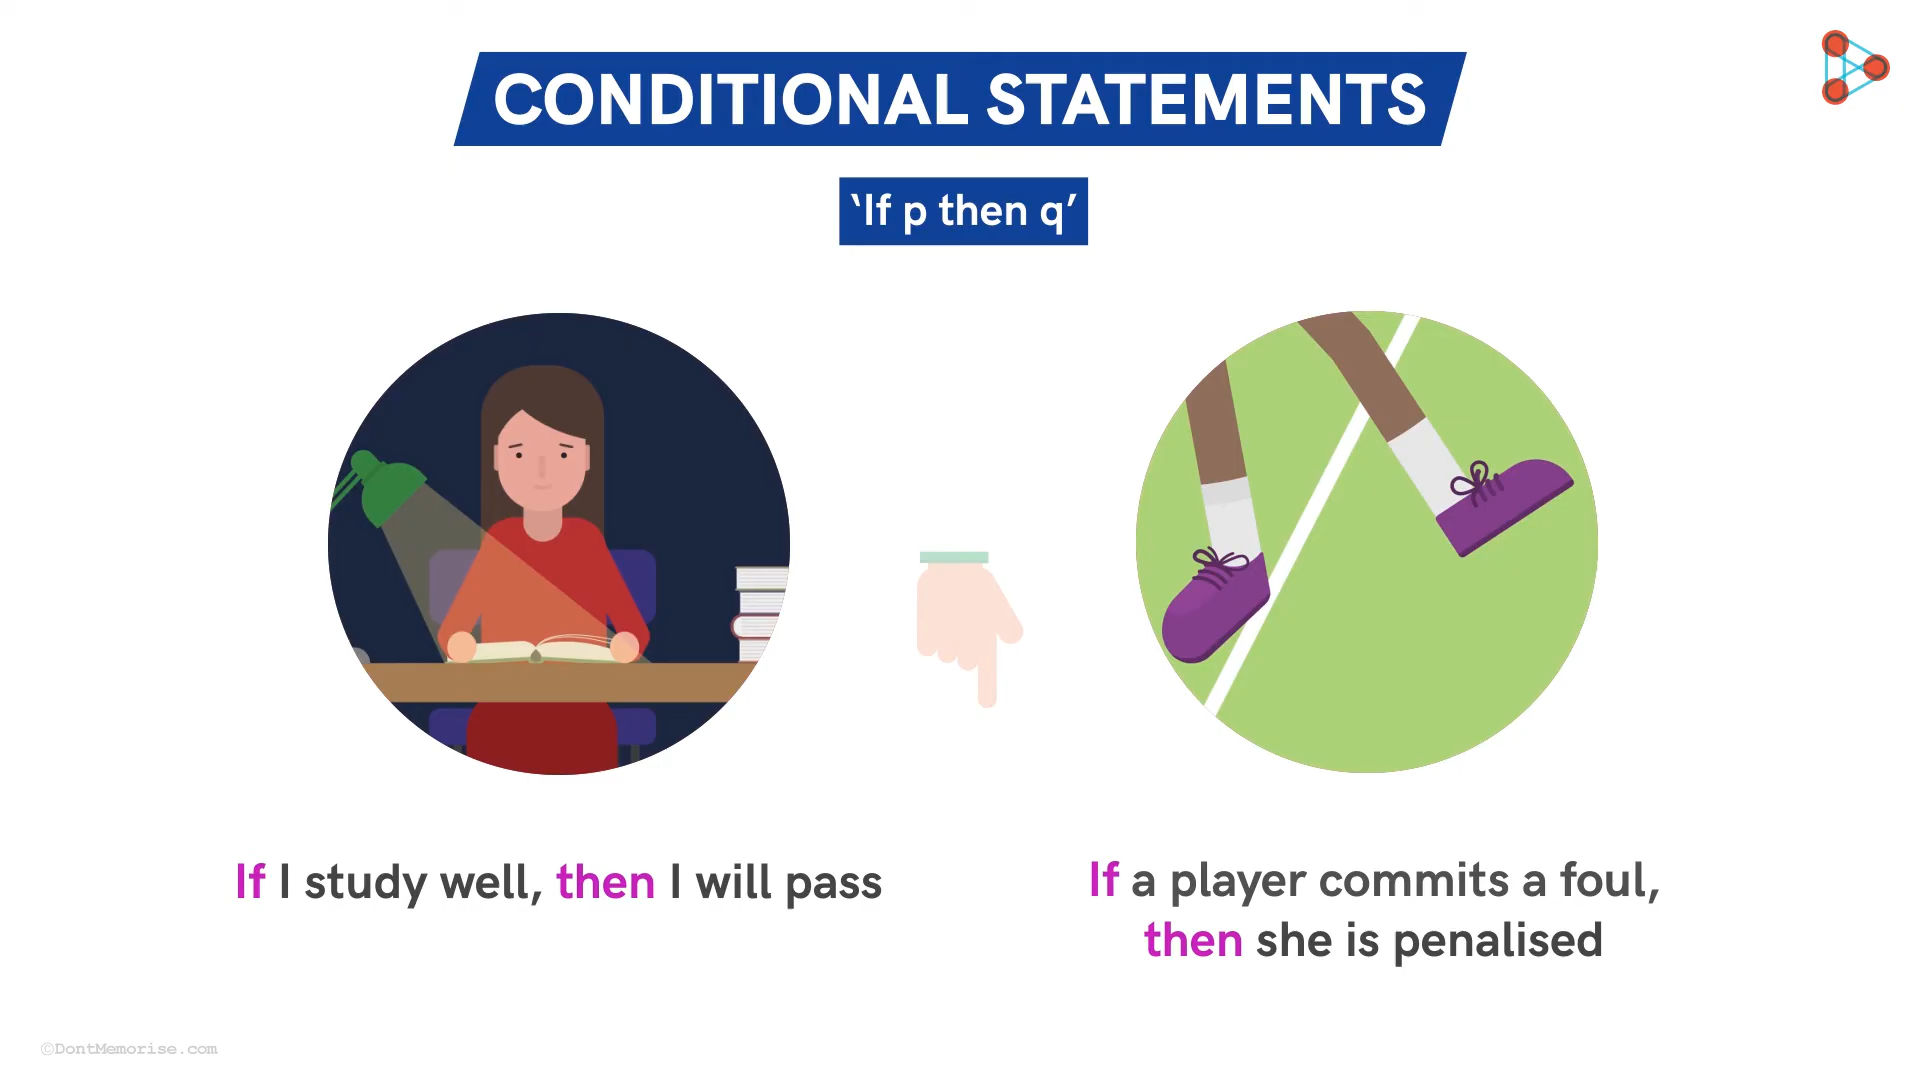 CONDITIONAL STATEMENTS
‘If p then q’
If I study well, then I will pass
If a player commits a foul,
then she is penalised
©DontMemorise.com